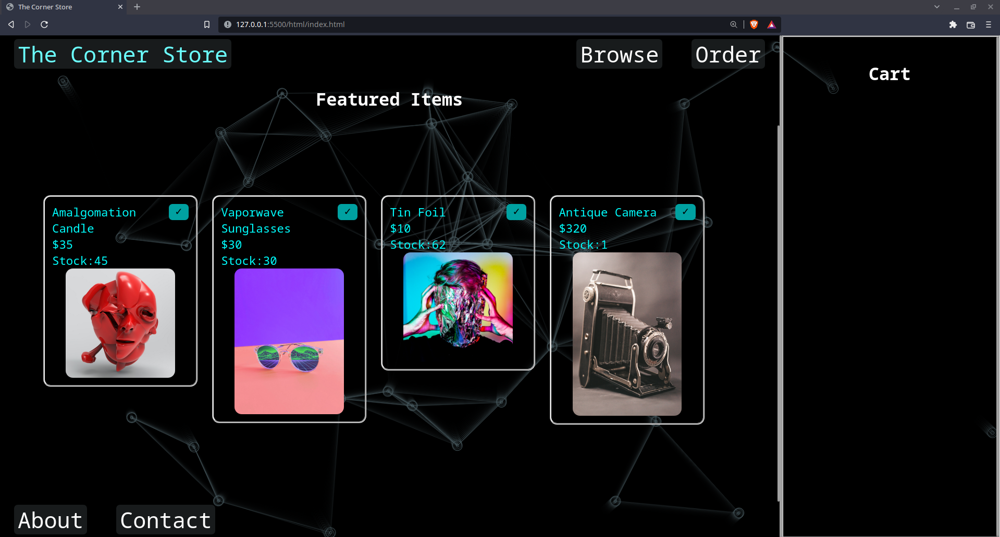 The Corner Store
127.0.0.1:5500/html/index.html
The Corner Store
Browse
Order
Cart
Featured Items
Amalgomation
Candle
$35
Stock:45
✓
Vaporwave
Sunglasses
$30
Stock:30
✓
Tin Foil
$10
Stock:62
✓
Antique Camera
$320
Stock:1
✓
About
Contact